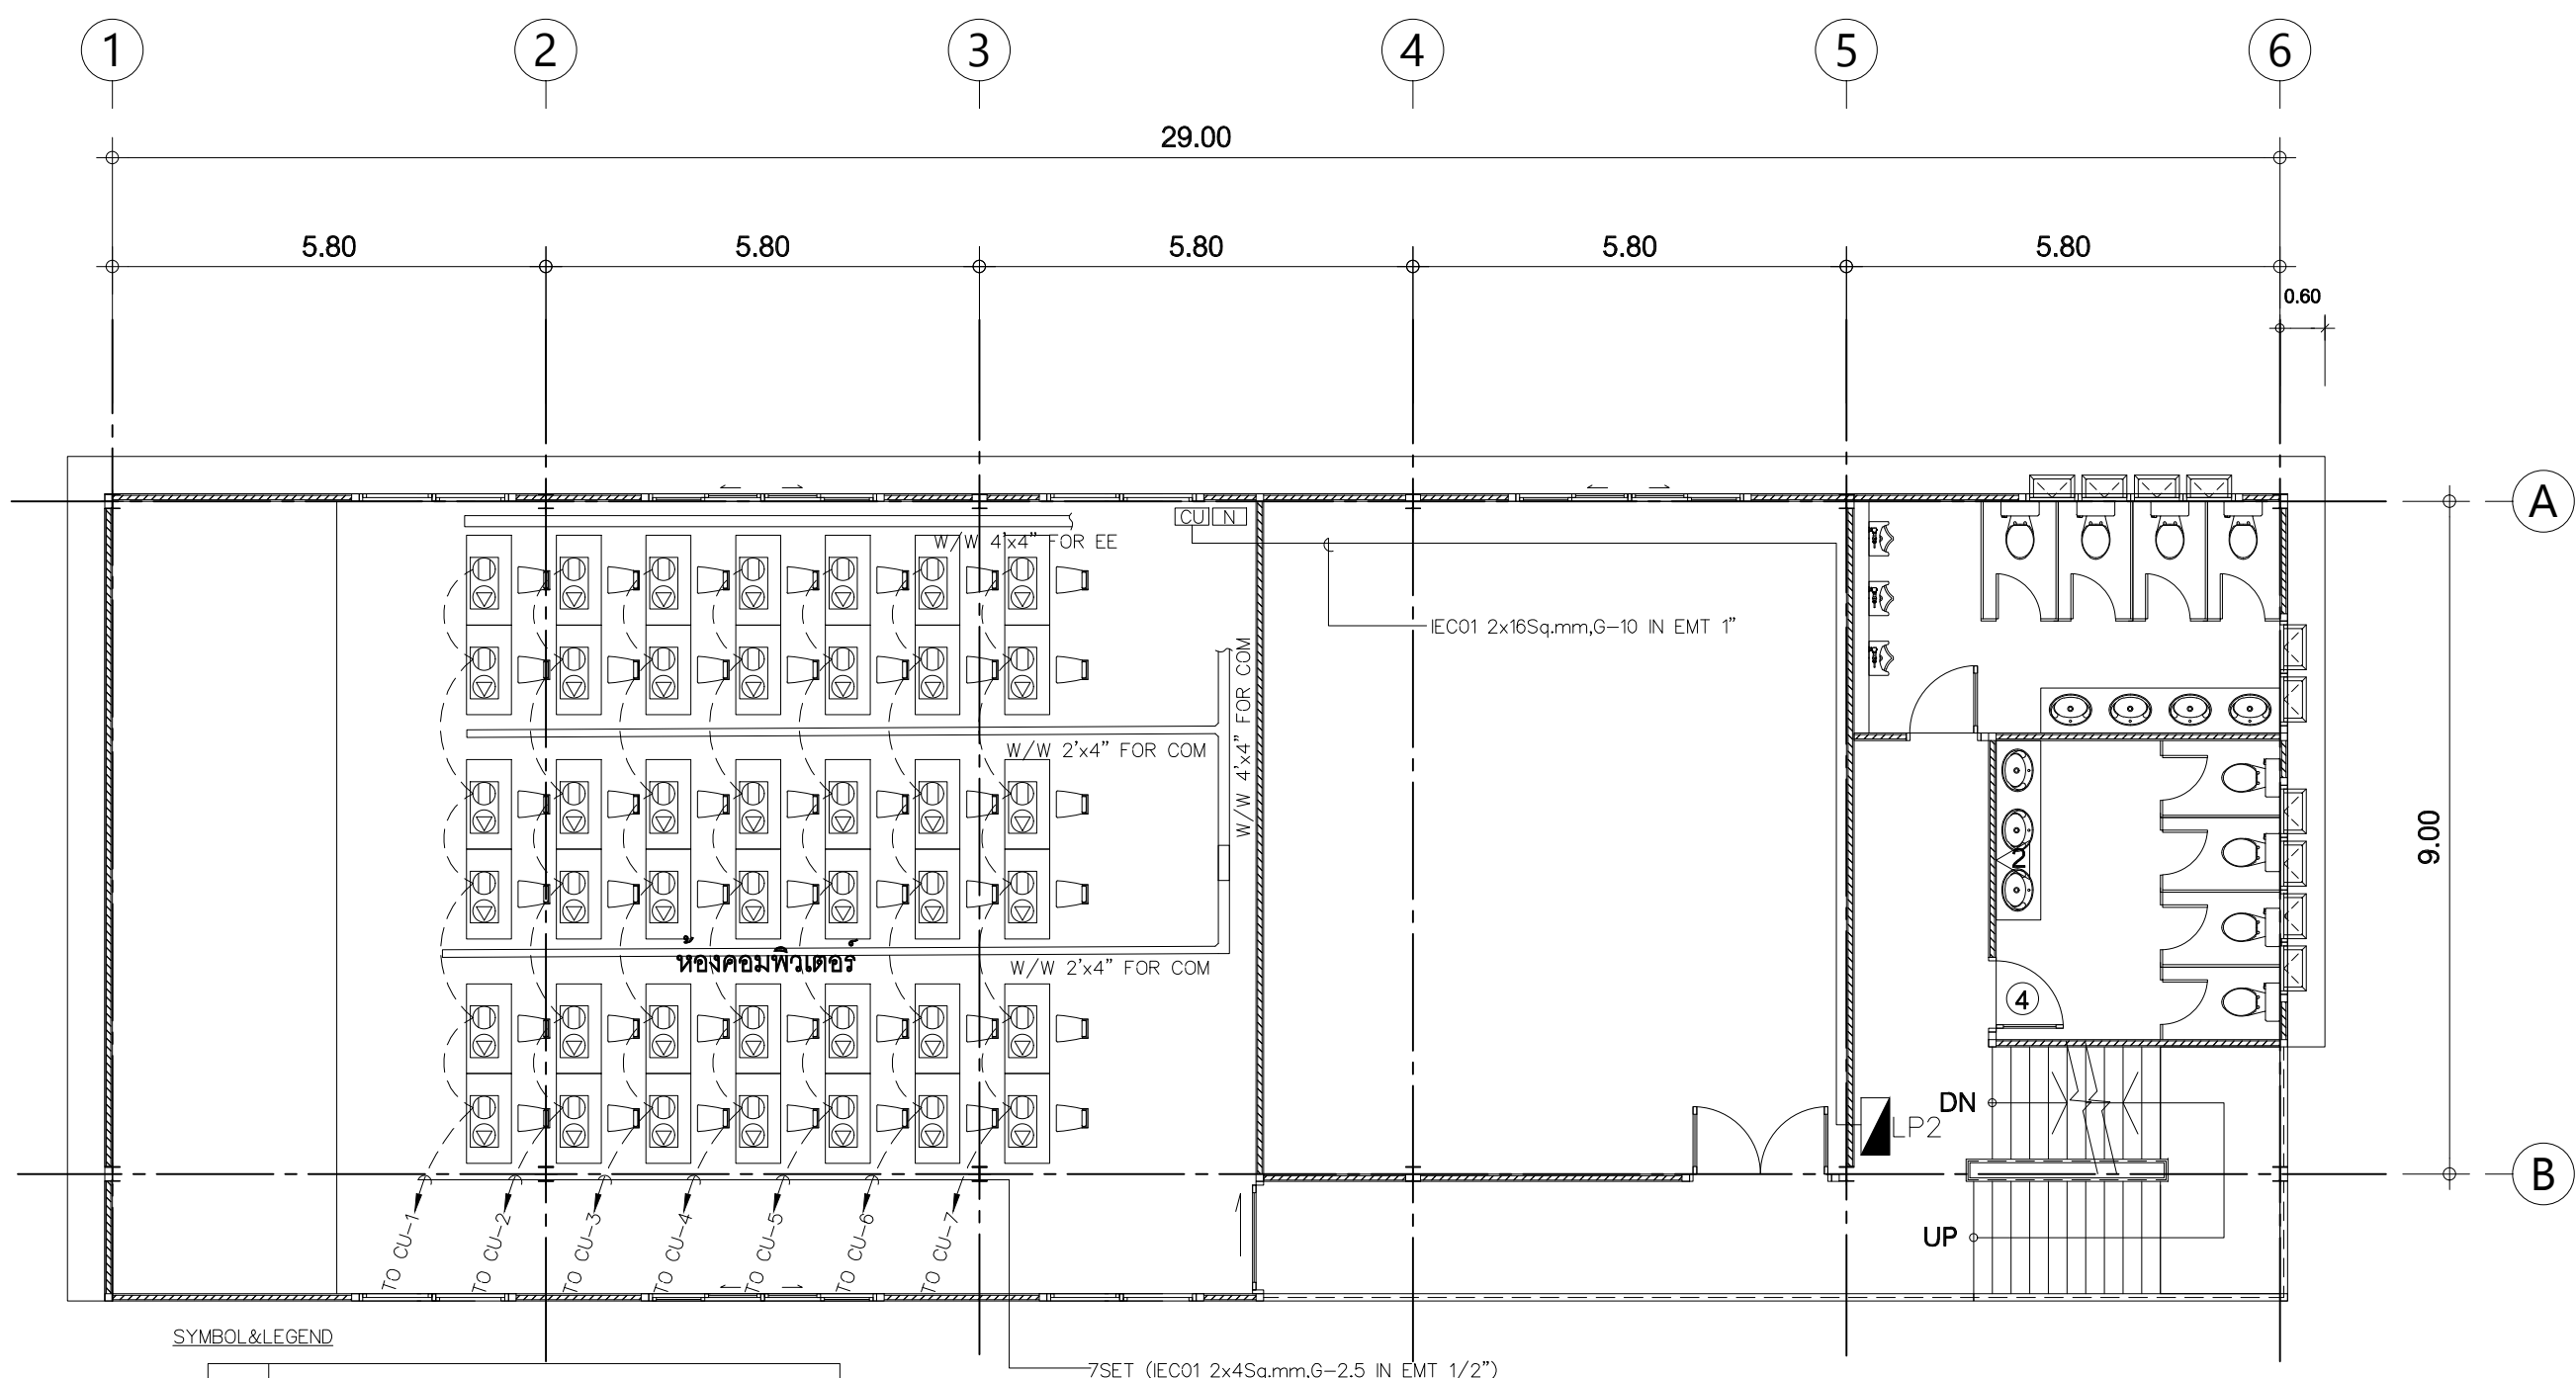 1 2 3 4 5 6
29.00
5.80 5.80 5.80 5.80 5.80
0.60
A
CU N
W/W 4'x4" FOR EE
IEC01 2x16Sq.mm,G-10 IN EMT 1"
W/W 4'x4" FOR COM
W/W 2'x4" FOR COM
9.00
2
ห้องคอมพิวเตอร์
W/W 2'x4" FOR COM
4
DN
LP2
B
UP
TO CU-1
TO CU-2
TO CU-3
TO CU-4
TO CU-5
TO CU-6
TO CU-7
SYMBOL&LEGEND
7SET (IEC01 2x4Sq.mm,G-2.5 IN EMT 1/2")